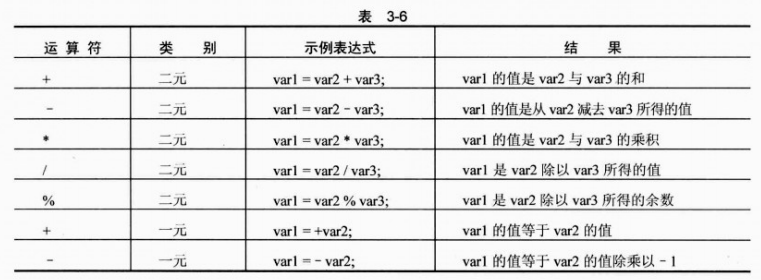 表 3-6
运算符 类别 示例表达式 结果
+ 二元 var1 = var2 + var3; var1 的值是 var2 与 var3 的和
- 二元 var1 = var2 - var3; var1 的值是从 var2 减去 var3 所得的值
* 二元 var1 = var2 * var3; var1 的值是 var2 与 var3 的乘积
/ 二元 var1 = var2 / var3; var1 是 var2 除以 var3 所得的值
% 二元 var1 = var2 % var3; var1 是 var2 除以 var3 所得的余数
+ 一元 var1 = +var2; var1 的值等于 var2 的值
- 一元 var1 = - var2; var1 的值等于 var2 的值除乘以 - 1